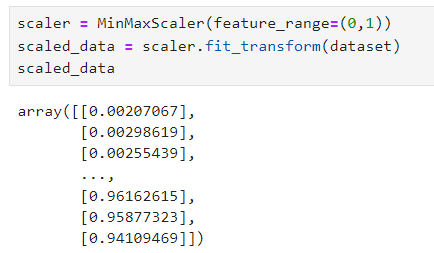 scaler = MinMaxScaler(feature_range=(0,1))
scaled_data = scaler.fit_transform(dataset)
scaled_data
array([[0.00207067],
[0.00298619],
[0.00255439],
...,
[0.96162615],
[0.95877323],
[0.94109469]])